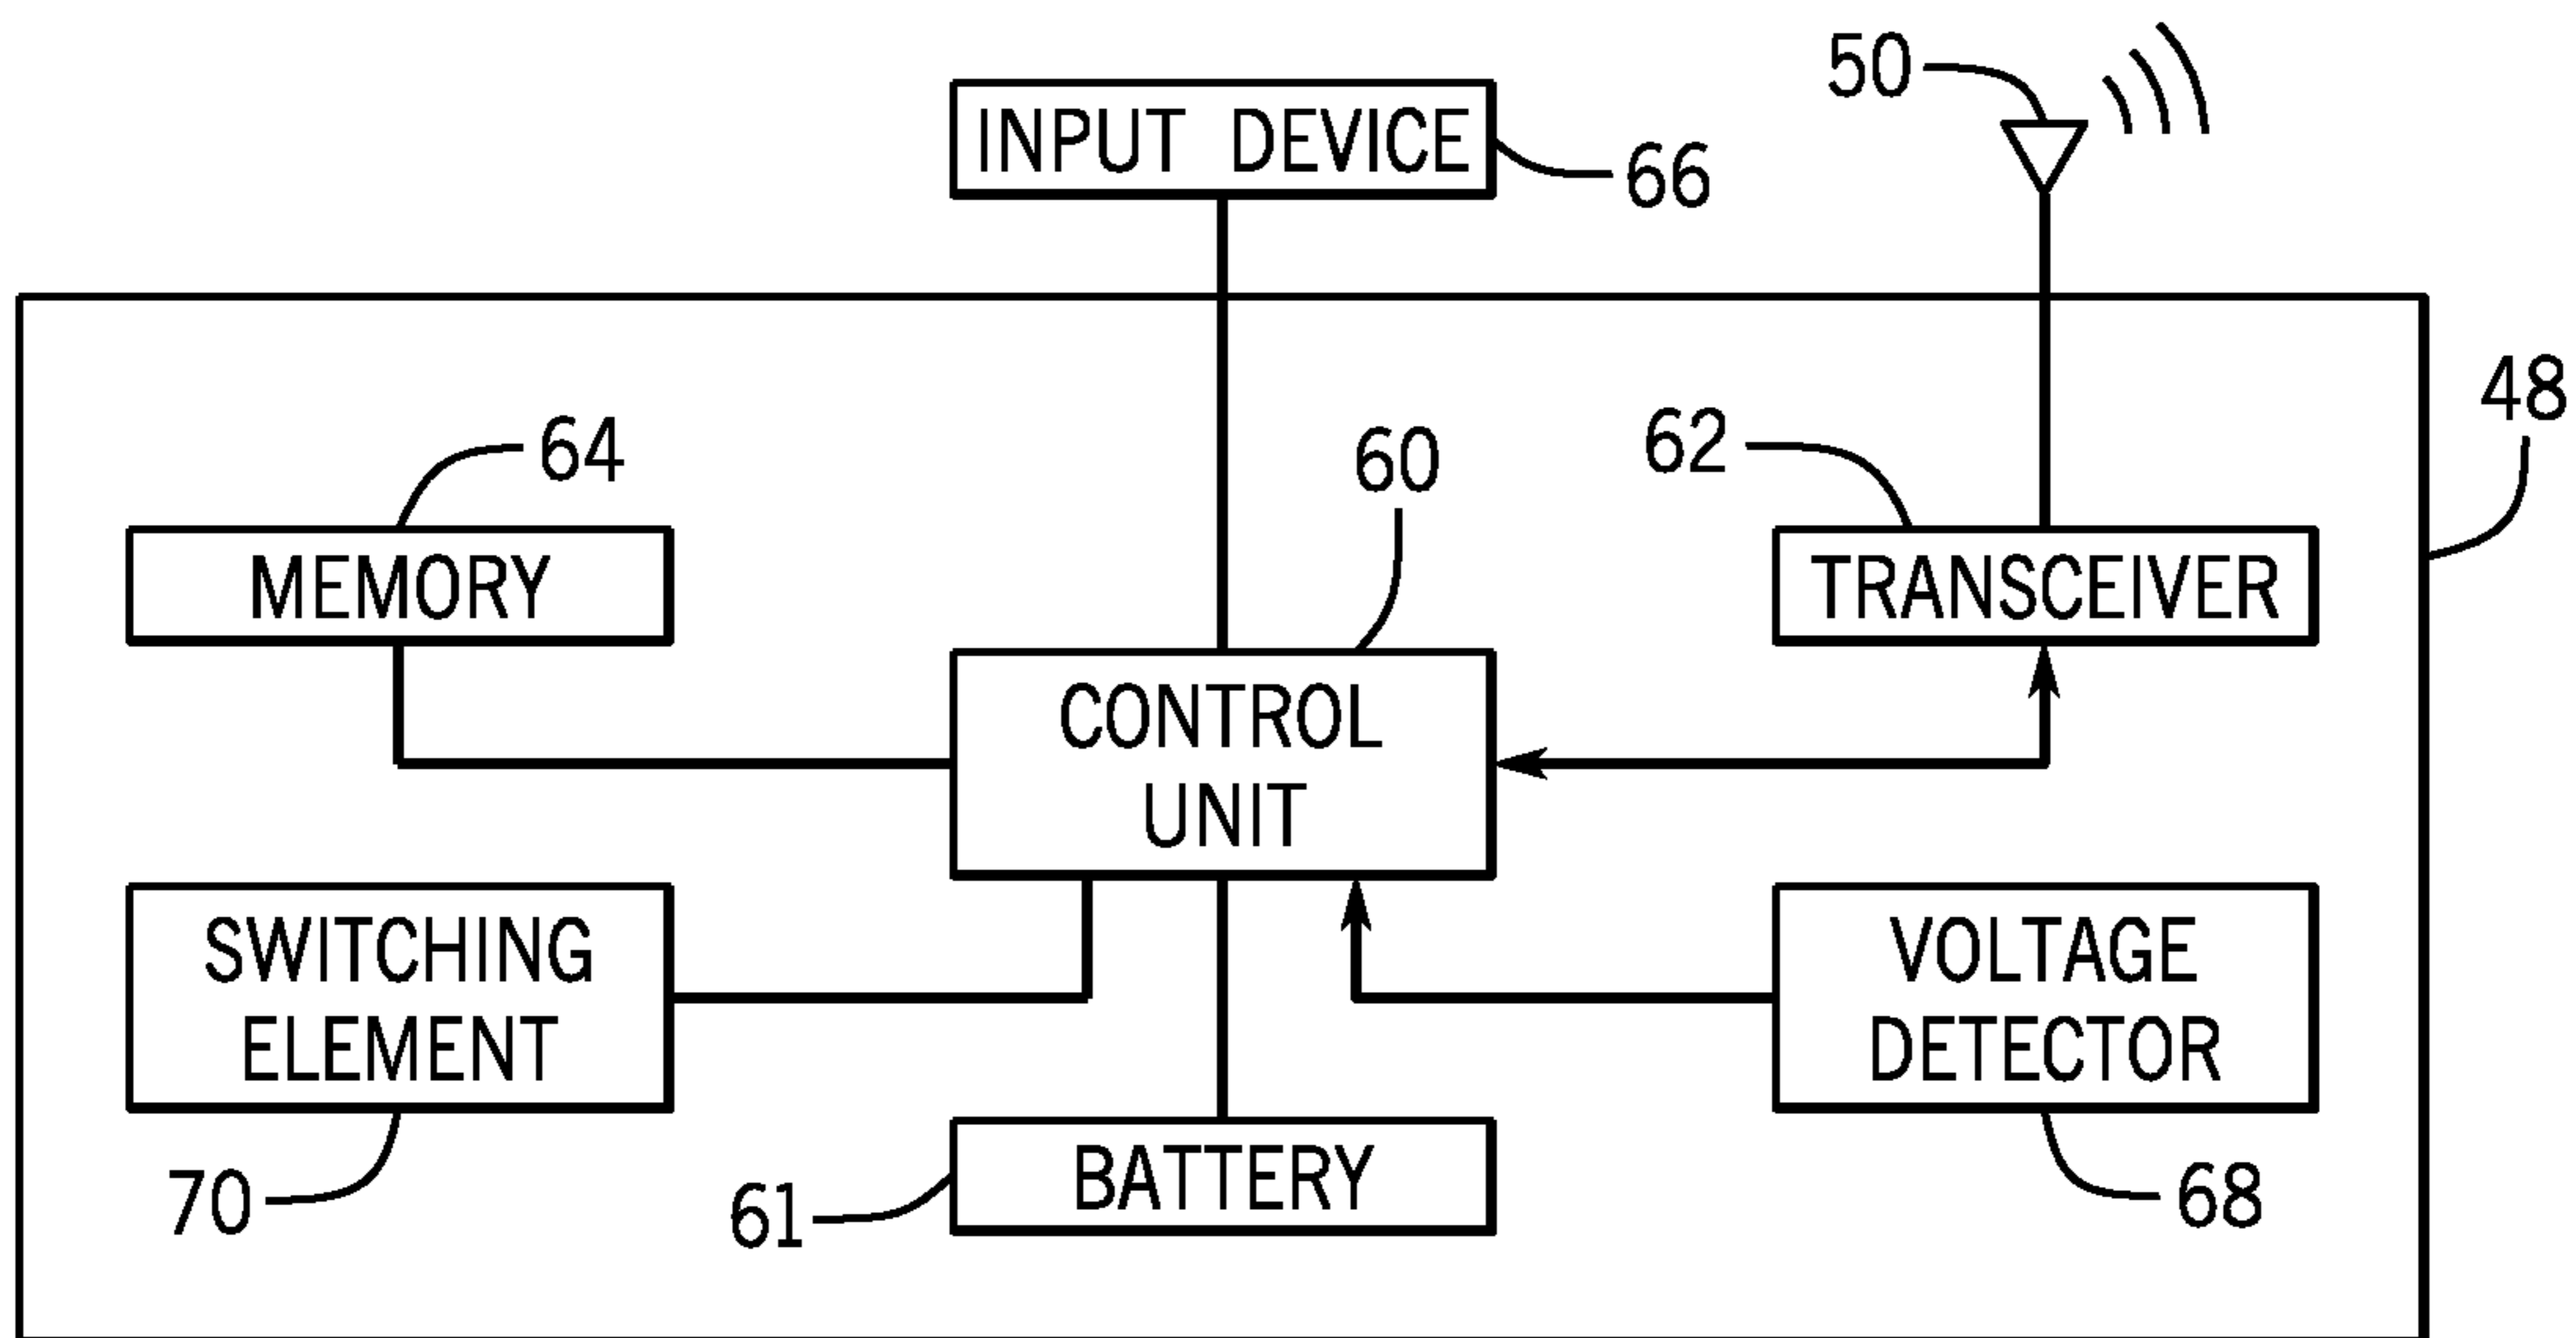 50
INPUT DEVICE
66
48
64
60
62
MEMORY
TRANSCEIVER
CONTROL
UNIT
SWITCHING
ELEMENT
VOLTAGE
DETECTOR
BATTERY
70
61
68